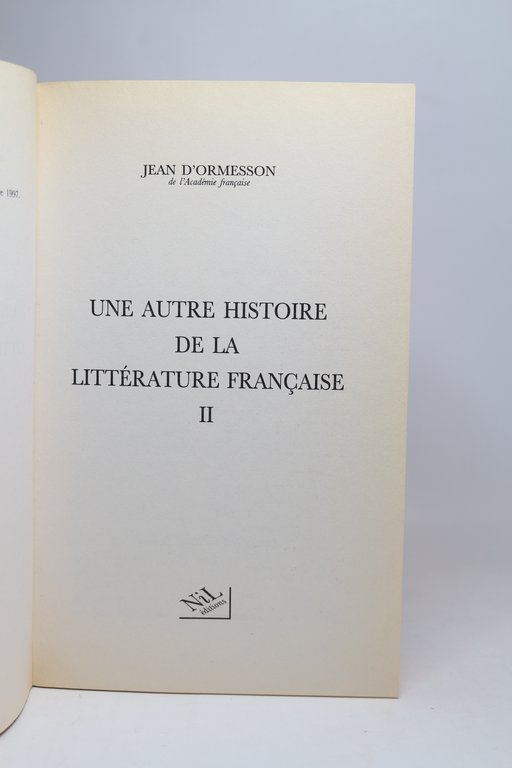 e 1997.
JEAN D'ORMESSON
de l'Académie française
UNE AUTRE HISTOIRE
DE LA
LITTÉRATURE FRANÇAISE
II
NiL
éditions